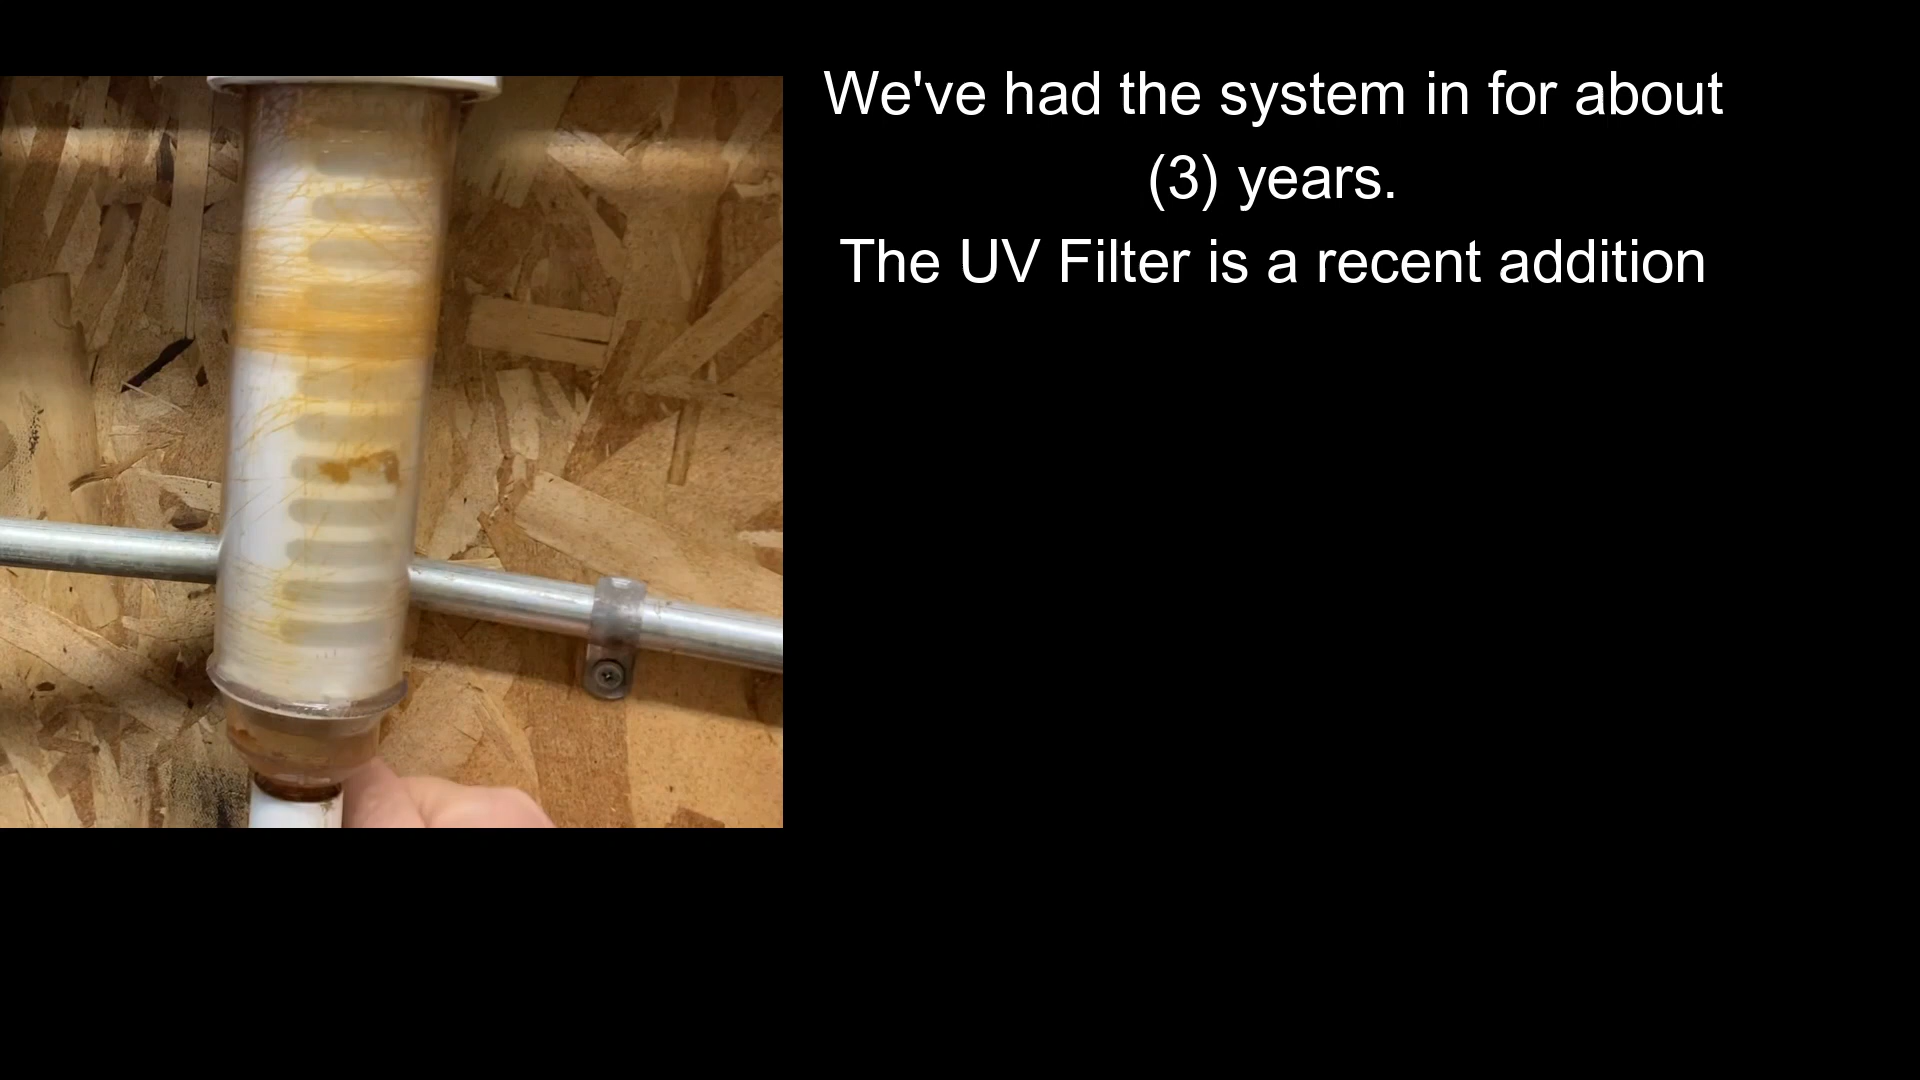 We've had the system in for about
(3) years.
The UV Filter is a recent addition